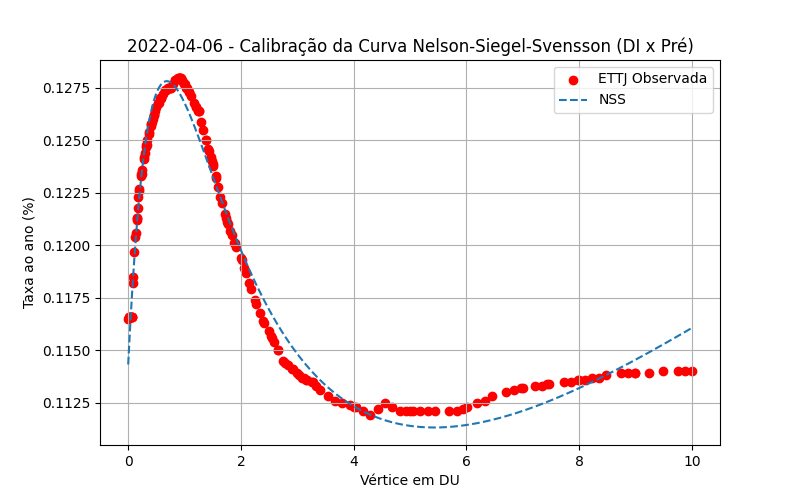 2022-04-06 - Calibração da Curva Nelson-Siegel-Svensson (DI x Pré)
ETTJ Observada
NSS
Taxa ao ano (%)
0.1275
0.1250
0.1225
0.1200
0.1175
0.1150
0.1125
0 2 4 6 8 10
Vértice em DU